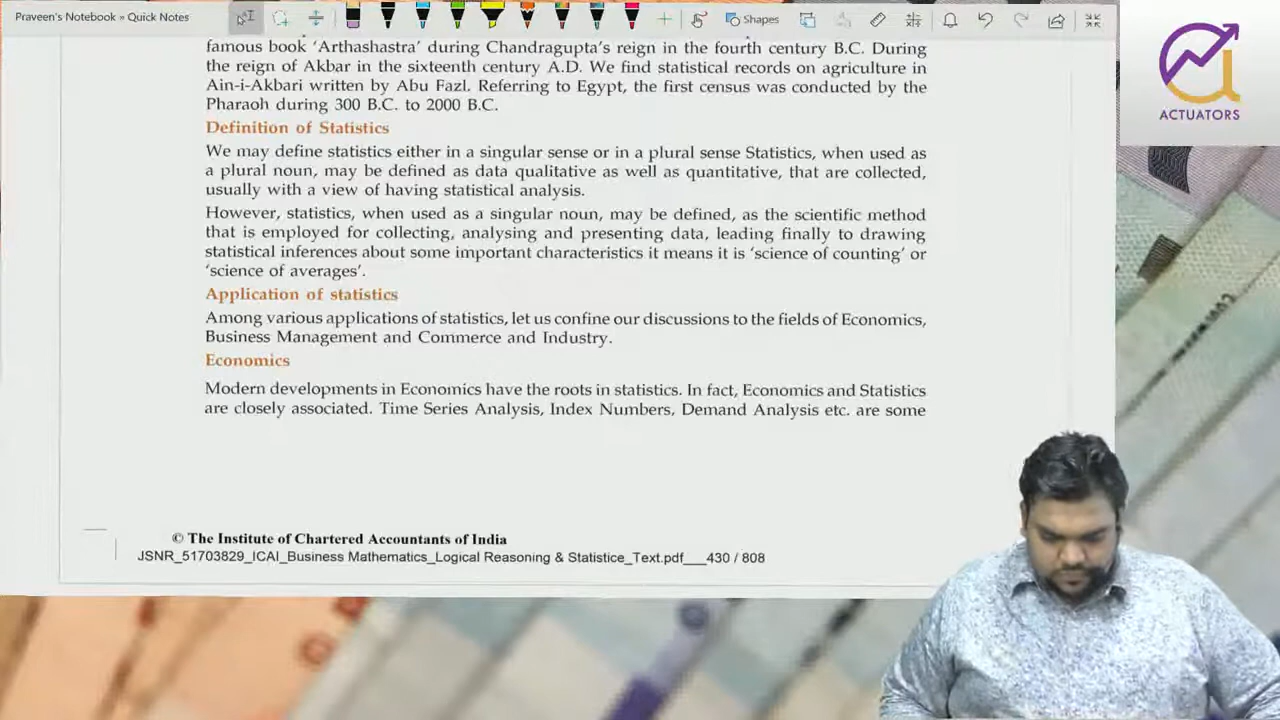 Praveen's Notebook » Quick Notes
Shapes
ACTUATORS
famous book 'Arthashastra' during Chandragupta's reign in the fourth century B.C. During
the reign of Akbar in the sixteenth century A.D. We find statistical records on agriculture in
Ain-i-Akbari written by Abu Fazl. Referring to Egypt, the first census was conducted by the
Pharaoh during 300 B.C. to 2000 B.C.
Definition of Statistics
We may define statistics either in a singular sense or in a plural sense Statistics, when used as
a plural noun, may be defined as data qualitative as well as quantitative, that are collected,
usually with a view of having statistical analysis.
However, statistics, when used as a singular noun, may be defined, as the scientific method
that is employed for collecting, analysing and presenting data, leading finally to drawing
statistical inferences about some important characteristics it means it is 'science of counting' or
'science of averages'.
Application of statistics
Among various applications of statistics, let us confine our discussions to the fields of Economics,
Business Management and Commerce and Industry.
Economics
Modern developments in Economics have the roots in statistics. In fact, Economics and Statistics
are closely associated. Time Series Analysis, Index Numbers, Demand Analysis etc. are some
© The Institute of Chartered Accountants of India
JSNR_51703829_ICAI_Business Mathematics_Logical Reasoning & Statistice_Text.pdf___430 / 808